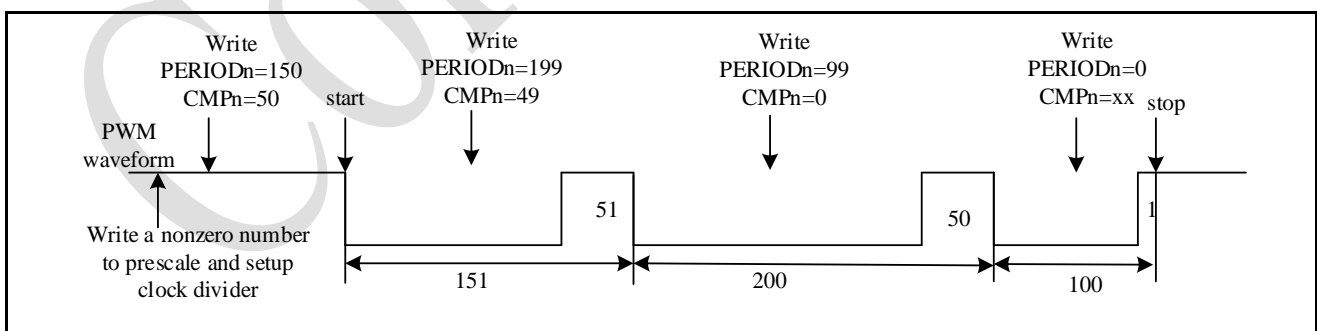 Write
PERIODn=150
CMPn=50
start
Write
PERIODn=199
CMPn=49
Write
PERIODn=99
CMPn=0
Write
PERIODn=0
CMPn=xx
stop
PWM
waveform
51
50
1
Write a nonzero number
to prescale and setup
clock divider
151
200
100